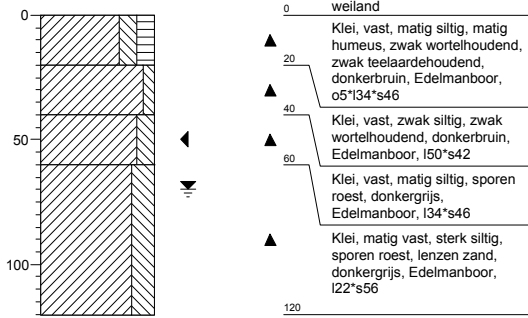 0
50
100
0
weiland
Klei, vast, matig siltig, matig
humeus, zwak wortelhoudend,
zwak teelaardehoudend,
donkerbruin, Edelmanboor,
o5*l34*s46
20
Klei, vast, zwak siltig, zwak
wortelhoudend, donkerbruin,
Edelmanboor, l50*s42
40
Klei, vast, matig siltig, sporen
roest, donkergrijs,
Edelmanboor, l34*s46
60
Klei, matig vast, sterk siltig,
sporen roest, lenzen zand,
donkergrijs, Edelmanboor,
l22*s56
120